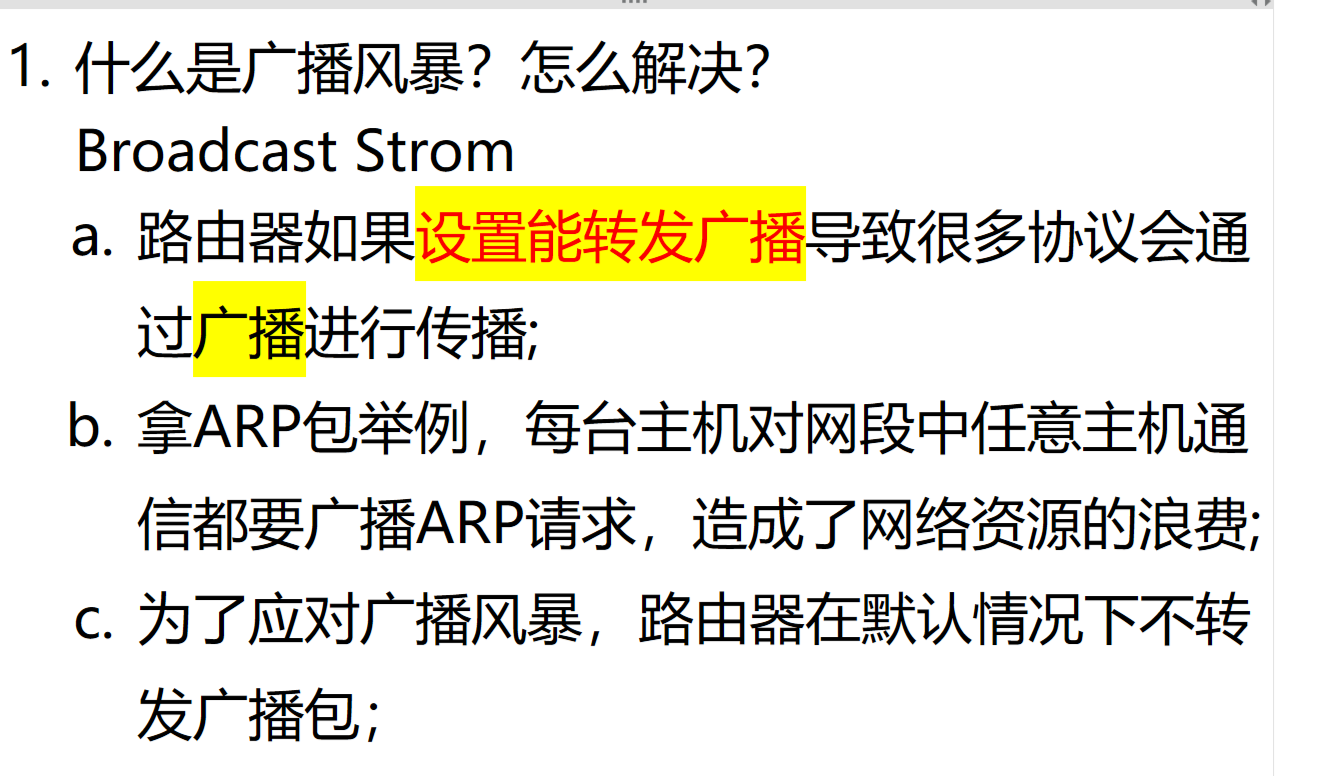 1. 什么是广播风暴？怎么解决？
Broadcast Strom
a. 路由器如果设置能转发广播导致很多协议会通
过广播进行传播;
b. 拿ARP包举例，每台主机对网段中任意主机通
信都要广播ARP请求，造成了网络资源的浪费;
c. 为了应对广播风暴，路由器在默认情况下不转
发广播包；